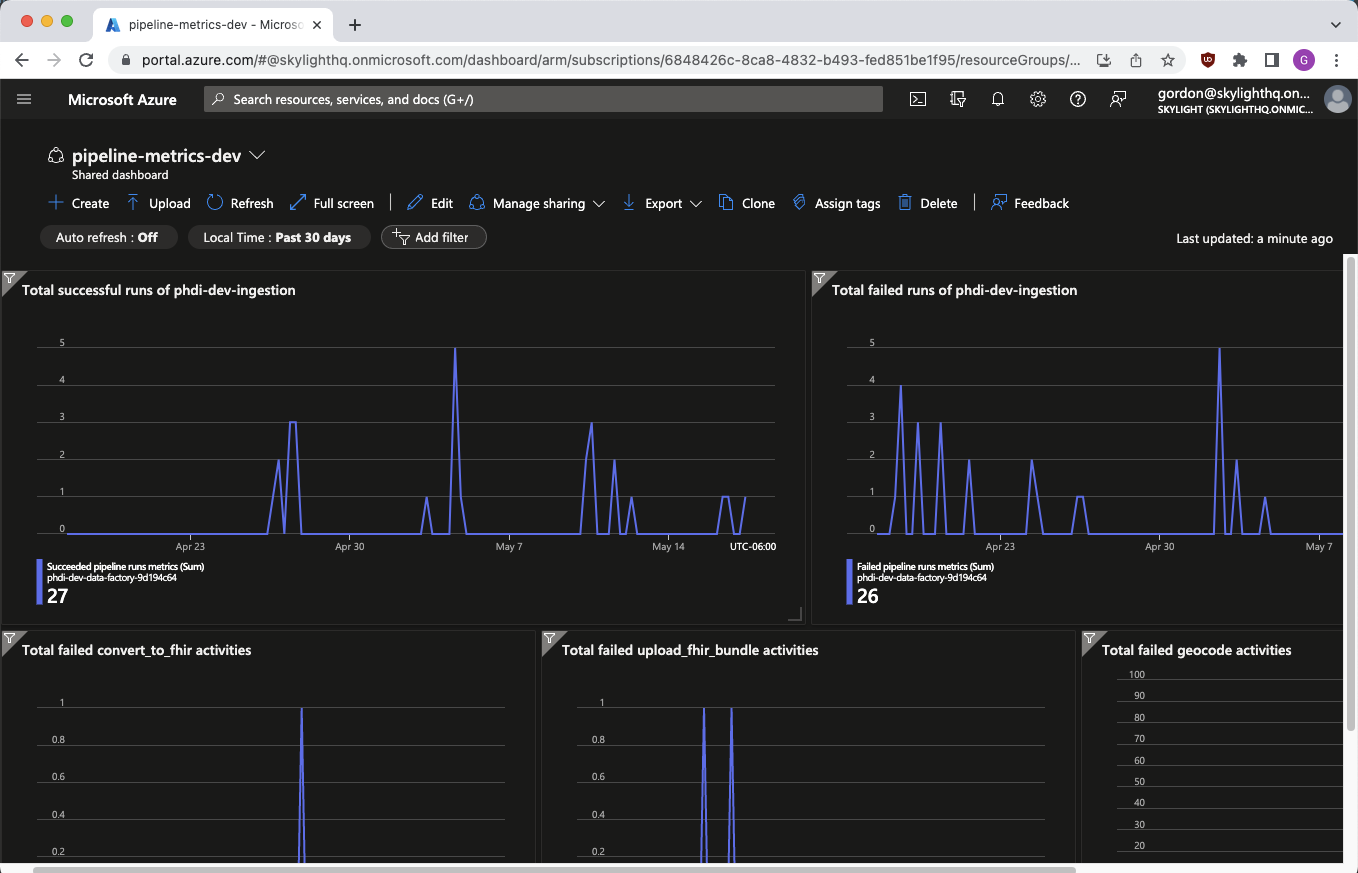 pipeline-metrics-dev - Microso
portal.azure.com/#@skylighthq.onmicrosoft.com/dashboard/arm/subscriptions/6848426c-8ca8-4832-b493-fed851be1f95/resourceGroups/...
G
Microsoft Azure
Search resources, services, and docs (G+/)
gordon@skylighthq.on...
SKYLIGHT (SKYLIGHTHQ.ONMIC...
pipeline-metrics-dev
Shared dashboard
Create Upload Refresh Full screen Edit Manage sharing Export Clone Assign tags Delete Feedback
Auto refresh : Off Local Time : Past 30 days Add filter
Last updated: a minute ago
Total successful runs of phdi-dev-ingestion
5
4
3
2
1
0
Apr 23 Apr 30 May 7 May 14 UTC-06:00
Succeeded pipeline runs metrics (Sum)
phdi-dev-data-factory-9d194c64
27
Total failed runs of phdi-dev-ingestion
5
4
3
2
1
0
Apr 23 Apr 30 May 7
Failed pipeline runs metrics (Sum)
phdi-dev-data-factory-9d194c64
26
Total failed convert_to_fhir activities
1
0.8
0.6
0.4
0.2
Total failed upload_fhir_bundle activities
1
0.8
0.6
0.4
0.2
Total failed geocode activities
100
90
80
70
60
50
40
30
20